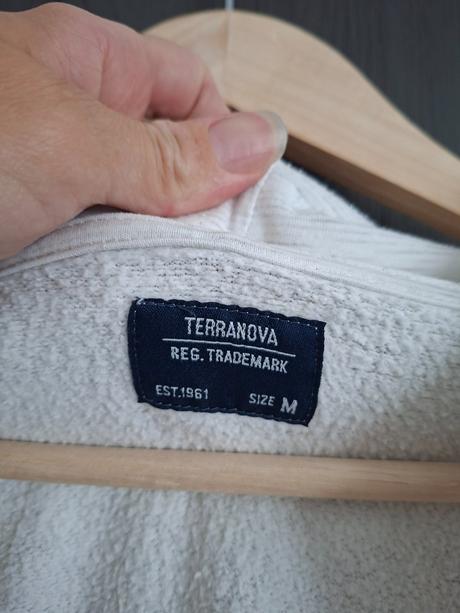 TERRANOVA
REG. TRADEMARK
EST.1961 SIZE M